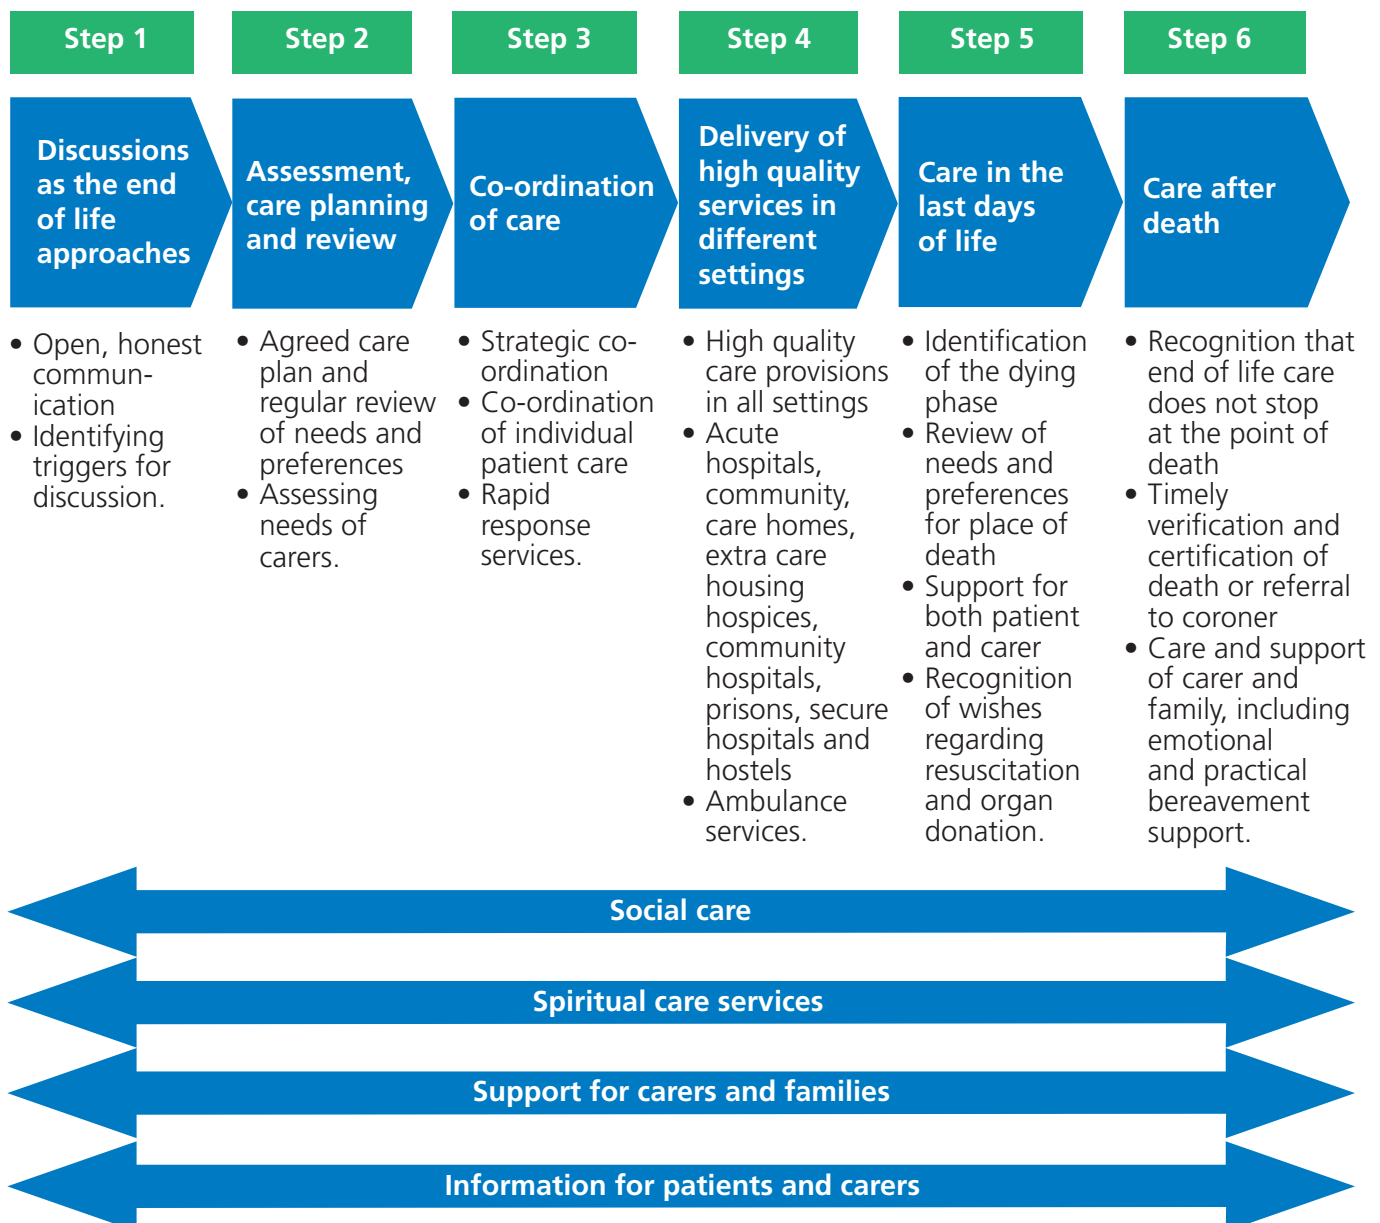 Step 1
Step 2
Step 3
Step 4
Step 5
Step 6
Discussions
as the end
of life
approaches
Assessment,
care planning
and review
Co-ordination
of care
Delivery of
high quality
services in
different
settings
Care in the
last days
of life
Care after
death
• Open, honest
commun-
ication
• Identifying
triggers for
discussion.
• Agreed care
plan and
regular review
of needs and
preferences
• Assessing
needs of
carers.
• Strategic co-
ordination
• Co-ordination
of individual
patient care
• Rapid
response
services.
• High quality
care provisions
in all settings
• Acute
hospitals,
community,
care homes,
extra care
housing
hospices,
community
hospitals,
prisons, secure
hospitals and
hostels
• Ambulance
services.
• Identification
of the dying
phase
• Review of
needs and
preferences
for place of
death
• Support for
both patient
and carer
• Recognition
of wishes
regarding
resuscitation
and organ
donation.
• Recognition that
end of life care
does not stop
at the point of
death
• Timely
verification and
certification of
death or referral
to coroner
• Care and support
of carer and
family, including
emotional
and practical
bereavement
support.
Social care
Spiritual care services
Support for carers and families
Information for patients and carers